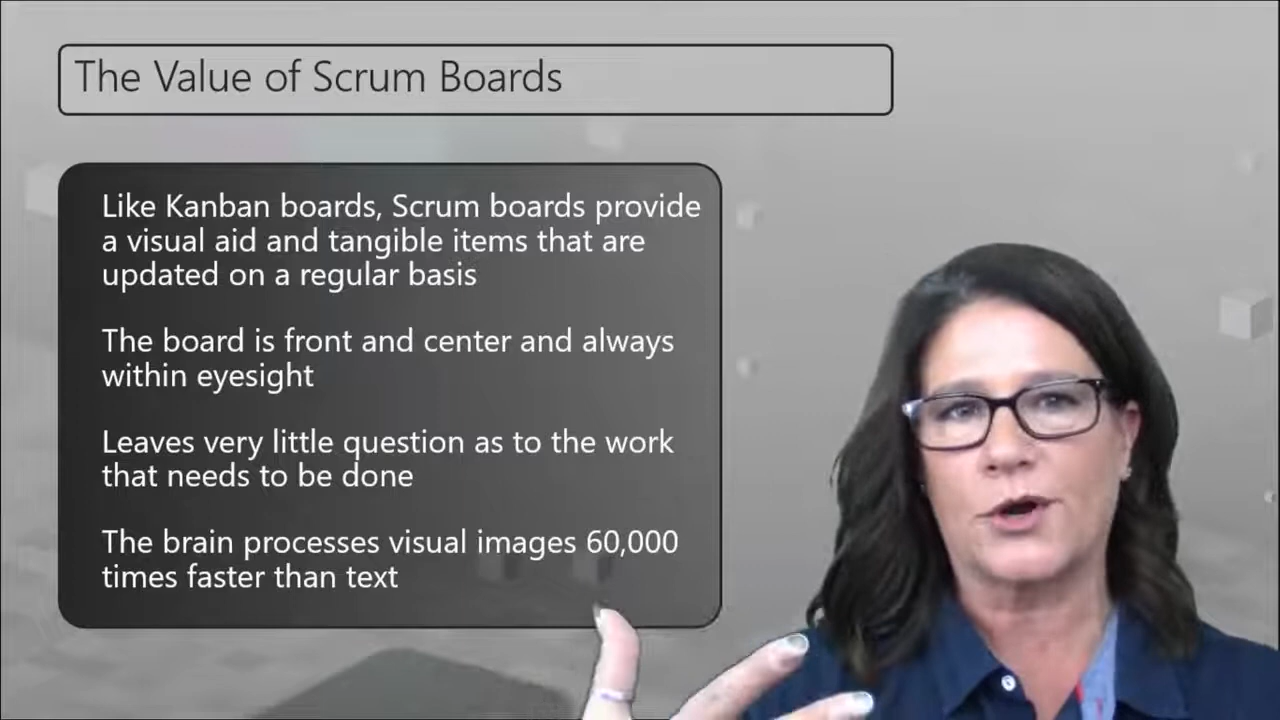 The Value of Scrum Boards
Like Kanban boards, Scrum boards provide
a visual aid and tangible items that are
updated on a regular basis
The board is front and center and always
within eyesight
Leaves very little question as to the work
that needs to be done
The brain processes visual images 60,000
times faster than text